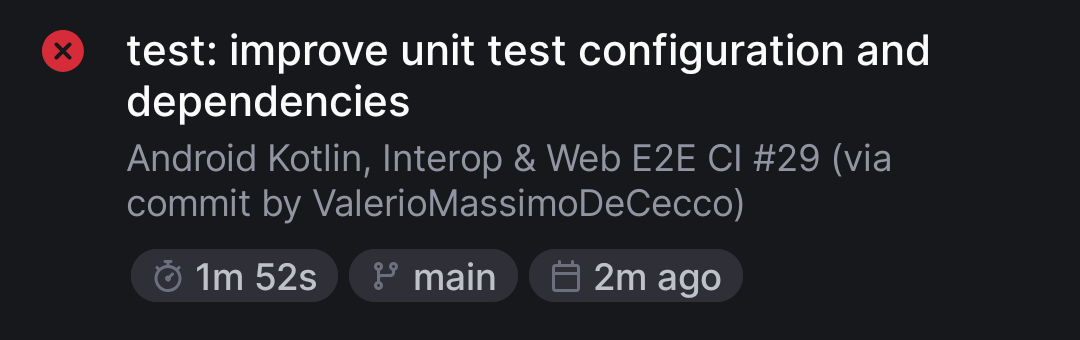 test: improve unit test configuration and
dependencies
Android Kotlin, Interop & Web E2E CI #29 (via
commit by ValerioMassimoDeCecco)
1m 52s main 2m ago